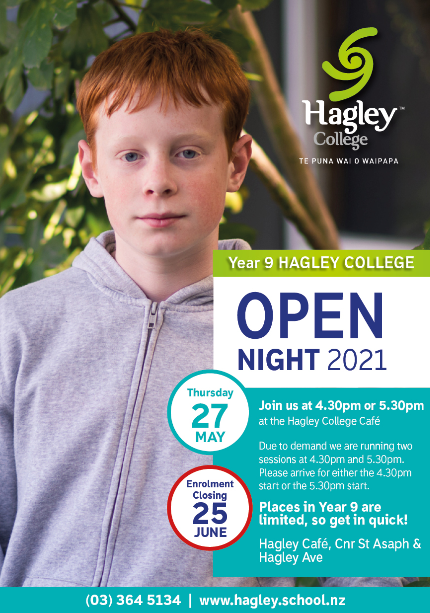 Hagley™
College
TE PUNA WAI O WAIPAPA
Year 9 HAGLEY COLLEGE
OPEN
NIGHT 2021
Thursday
27
MAY
Join us at 4.30pm or 5.30pm
at the Hagley College Café
Due to demand we are running two
sessions at 4.30pm and 5.30pm.
Please arrive for either the 4.30pm
start or the 5.30pm start.
Enrolment
Closing
25
JUNE
Places in Year 9 are
limited, so get in quick!
Hagley Café, Cnr St Asaph &
Hagley Ave
(03) 364 5134 | www.hagley.school.nz